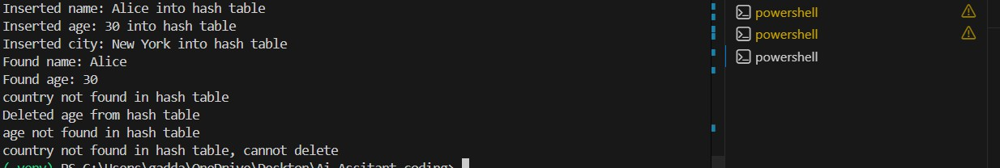 Inserted name: Alice into hash table
Inserted age: 30 into hash table
Inserted city: New York into hash table
Found name: Alice
Found age: 30
country not found in hash table
Deleted age from hash table
age not found in hash table
country not found in hash table, cannot delete
(.venv) PS C:\Users\gadda\OneDrive\Desktop\Ai Assitant coding>
powershell
powershell
powershell